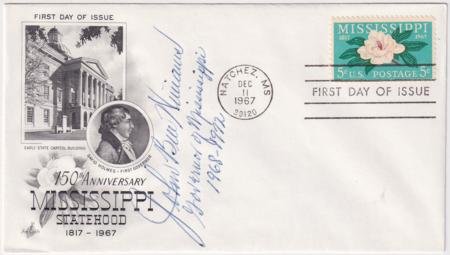 FIRST DAY OF ISSUE
EARLY STATE CAPITOL BUILDING
DAVID HOLMES - FIRST GOVERNOR
150th ANNIVERSARY
MISSISSIPPI
STATEHOOD
1817 - 1967
John Bell Williams
Governor of Mississippi
1968-1972
NATCHEZ, MS
DEC
11
1967
39120
MISSISSIPPI
1817 1967
5c U.S. POSTAGE 5c
FIRST DAY OF ISSUE